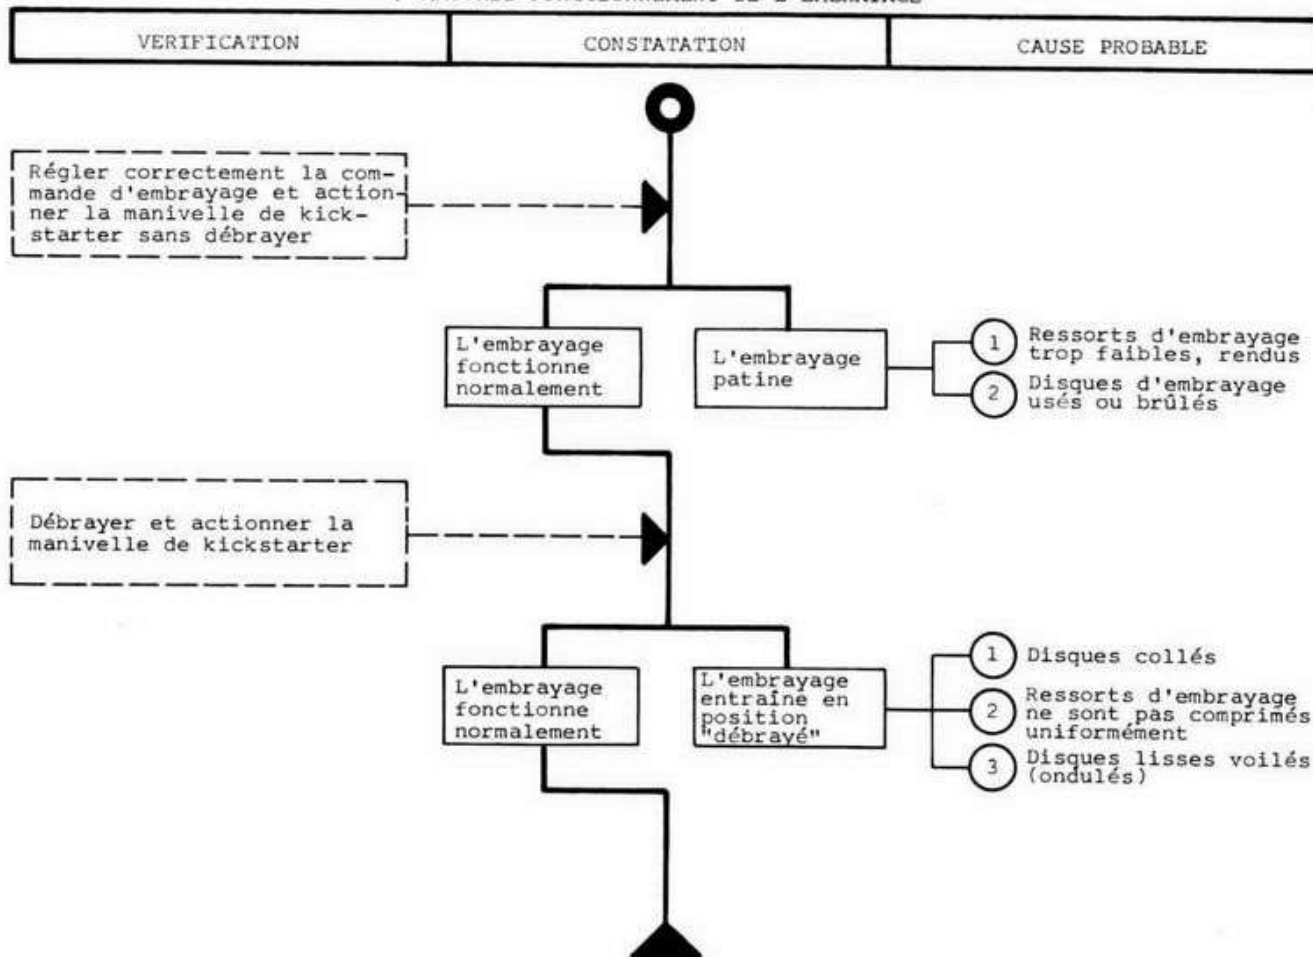 FONCTIONNEMENT DE L'EMBRAYAGE
VERIFICATION
CONSTATATION
CAUSE PROBABLE
Régler correctement la com-
mande d'embrayage et action-
ner la manivelle de kick-
starter sans débrayer
L'embrayage
fonctionne
normalement
L'embrayage
patine
1
Ressorts d'embrayage
trop faibles, rendus
2
Disques d'embrayage
usés ou brûlés
Débrayer et actionner la
manivelle de kickstarter
L'embrayage
fonctionne
normalement
L'embrayage
entraîne en
position
"débrayé"
1
Disques collés
2
Ressorts d'embrayage
ne sont pas comprimés
uniformément
3
Disques lisses voilés
(ondulés)